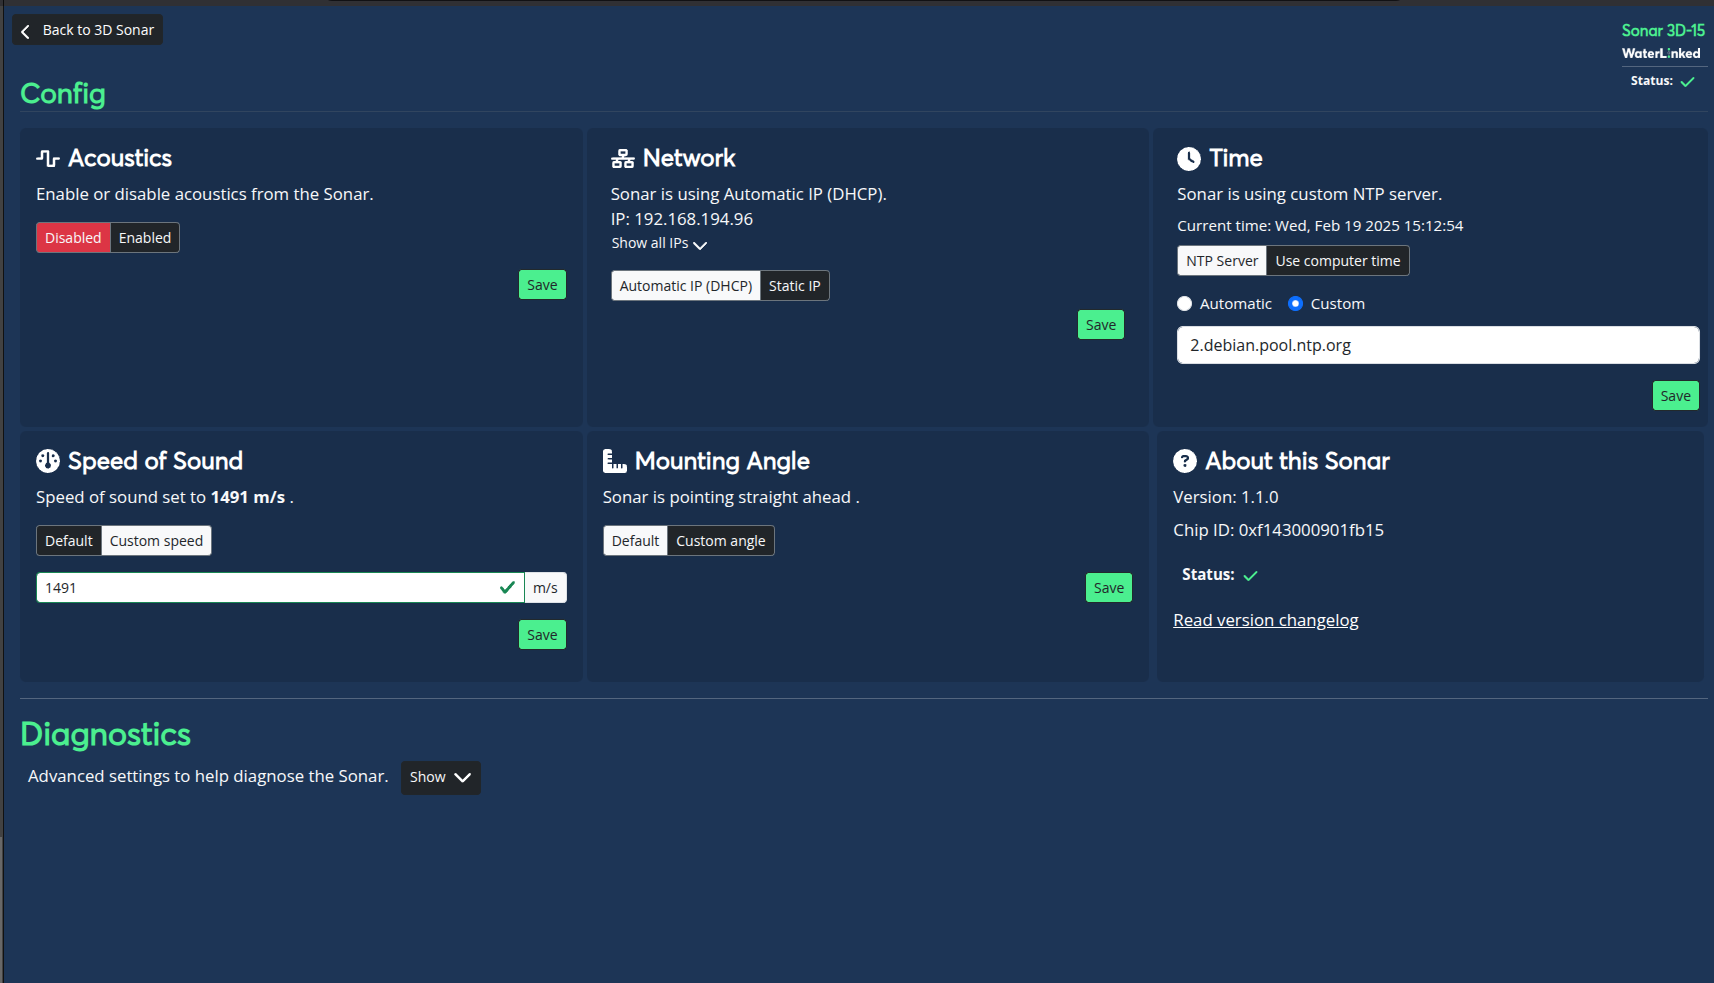 Back to 3D Sonar
Sonar 3D-15
WaterLinked
Status:
Config
Acoustics
Enable or disable acoustics from the Sonar.
Disabled Enabled
Save
Network
Sonar is using Automatic IP (DHCP).
IP: 192.168.194.96
Show all IPs
Automatic IP (DHCP) Static IP
Save
Time
Sonar is using custom NTP server.
Current time: Wed, Feb 19 2025 15:12:54
NTP Server Use computer time
Automatic Custom
2.debian.pool.ntp.org
Save
Speed of Sound
Speed of sound set to 1491 m/s .
Default Custom speed
1491 m/s
Save
Mounting Angle
Sonar is pointing straight ahead .
Default Custom angle
Save
About this Sonar
Version: 1.1.0
Chip ID: 0xf143000901fb15
Status:
Read version changelog
Diagnostics
Advanced settings to help diagnose the Sonar. Show